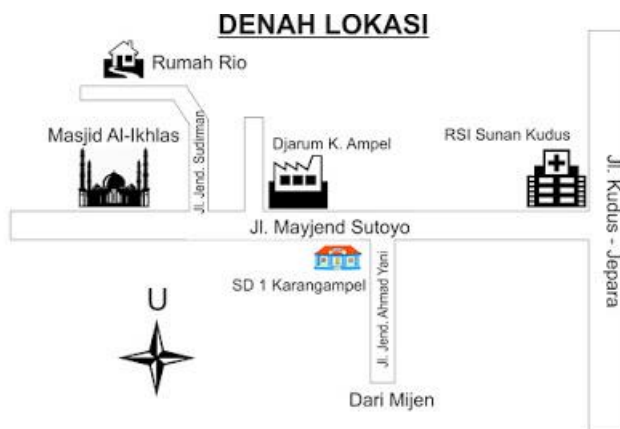 DENAH LOKASI
Rumah Rio
Masjid Al-Ikhlas
Jl. Jend. Sudirman
Djarum K. Ampel
RSI Sunan Kudus
Jl. Kudus - Jepara
Jl. Mayjend Sutoyo
SD 1 Karangampel
Jl. Jend. Ahmad Yani
U
Dari Mijen